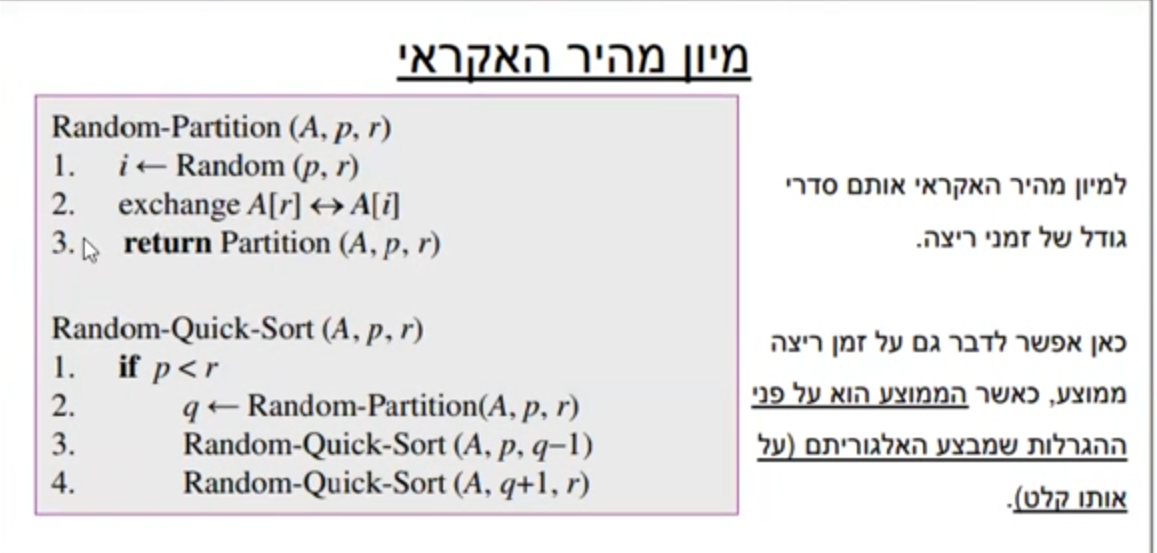 מיון מהיר האקראי
Random-Partition (A, p, r)
1. i ← Random (p, r)
2. exchange A[r] ↔ A[i]
3. return Partition (A, p, r)
Random-Quick-Sort (A, p, r)
1. if p < r
2. q ← Random-Partition(A, p, r)
3. Random-Quick-Sort (A, p, q−1)
4. Random-Quick-Sort (A, q+1, r)
למיון מהיר האקראי אותם סדרי
גודל של זמני ריצה.
כאן אפשר לדבר גם על זמן ריצה
ממוצע, כאשר הממוצע הוא על פני
ההגרלות שמבצע האלגוריתם (על
אותו קלט).